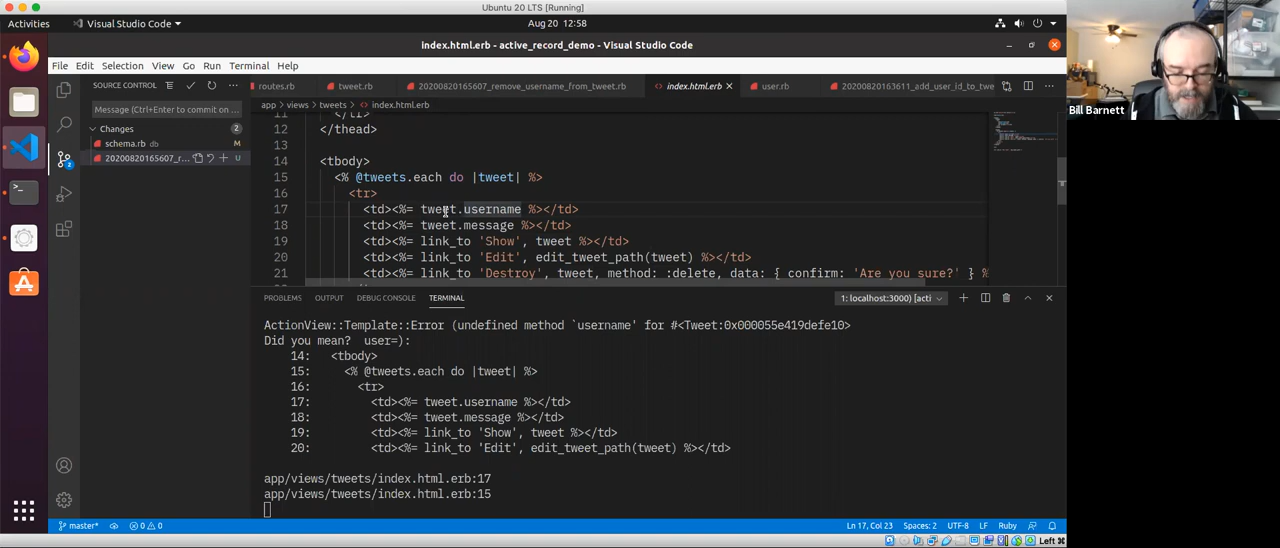 Ubuntu 20 LTS [Running]
Activities
Visual Studio Code
Aug 20 12:58
index.html.erb - active_record_demo - Visual Studio Code
File Edit Selection View Go Run Terminal Help
SOURCE CONTROL
routes.rb
tweet.rb
20200820165607_remove_username_from_tweet.rb
index.html.erb
user.rb
20200820163611_add_user_id_to_twe
Message (Ctrl+Enter to commit on ...
Changes
2
schema.rb db
M
20200820165607_r...
U
app > views > tweets > index.html.erb
11 </tr>
12 </thead>
13
14 <tbody>
15 <% @tweets.each do |tweet| %>
16 <tr>
17 <td><%= tweet.username %></td>
18 <td><%= tweet.message %></td>
19 <td><%= link_to 'Show', tweet %></td>
20 <td><%= link_to 'Edit', edit_tweet_path(tweet) %></td>
21 <td><%= link_to 'Destroy', tweet, method: :delete, data: { confirm: 'Are you sure?' } %
PROBLEMS OUTPUT DEBUG CONSOLE TERMINAL
1: localhost:3000) [acti
ActionView::Template::Error (undefined method `username' for #<Tweet:0x000055e419defe10>
Did you mean? user=):
14: <tbody>
15: <% @tweets.each do |tweet| %>
16: <tr>
17: <td><%= tweet.username %></td>
18: <td><%= tweet.message %></td>
19: <td><%= link_to 'Show', tweet %></td>
20: <td><%= link_to 'Edit', edit_tweet_path(tweet) %></td>
app/views/tweets/index.html.erb:17
app/views/tweets/index.html.erb:15
2
master*
0
0
Ln 17, Col 23
Spaces: 2
UTF-8
LF
Ruby
Left ⌘
Bill Barnett